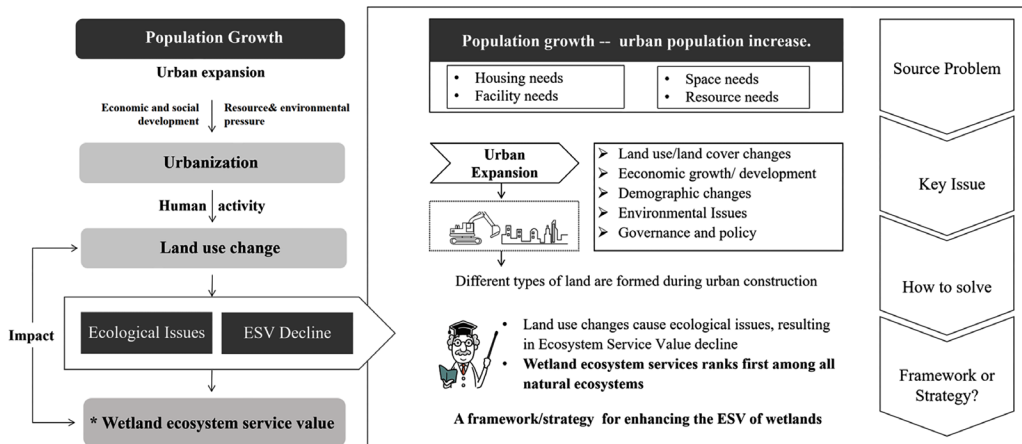 Population Growth
Urban expansion
Economic and social
development
Resource& environmental
pressure
Urbanization
Human activity
Land use change
Impact
Ecological Issues
ESV Decline
* Wetland ecosystem service value
Population growth -- urban population increase.
• Housing needs
• Facility needs
• Space needs
• Resource needs
Urban
Expansion
➢ Land use/land cover changes
➢ Eeconomic growth/ development
➢ Demographic changes
➢ Environmental Issues
➢ Governance and policy
Different types of land are formed during urban construction
• Land use changes cause ecological issues, resulting
in Ecosystem Service Value decline
• Wetland ecosystem services ranks first among all
natural ecosystems
A framework/strategy for enhancing the ESV of wetlands
Source Problem
Key Issue
How to solve
Framework or
Strategy?